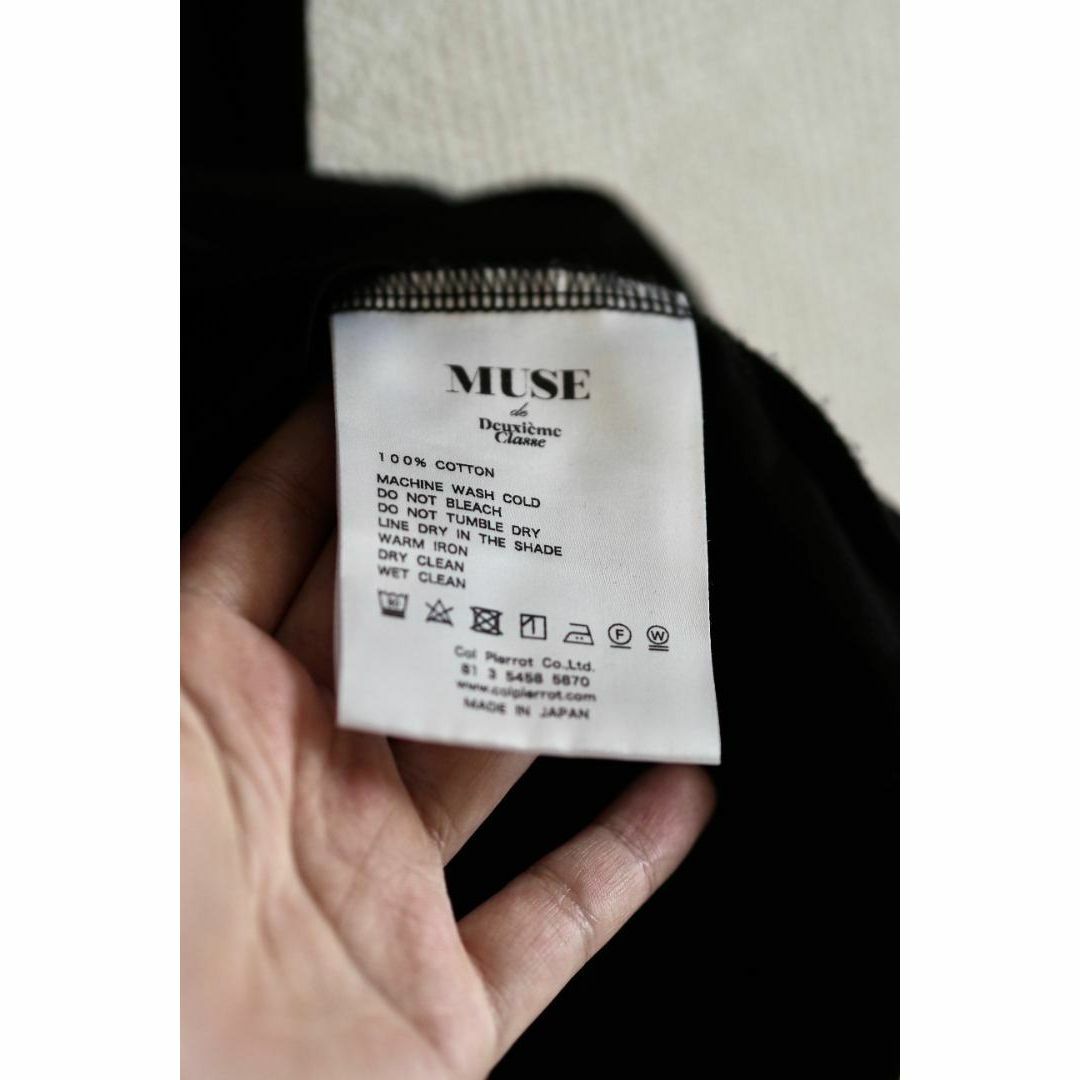 MUSE
de
Deuxième
Classe
100% COTTON
MACHINE WASH COLD
DO NOT BLEACH
DO NOT TUMBLE DRY
LINE DRY IN THE SHADE
WARM IRON
DRY CLEAN
WET CLEAN
F W
Col Pierrot Co.,Ltd.
81 3 5458 5870
www.colpierrot.com
MADE IN JAPAN